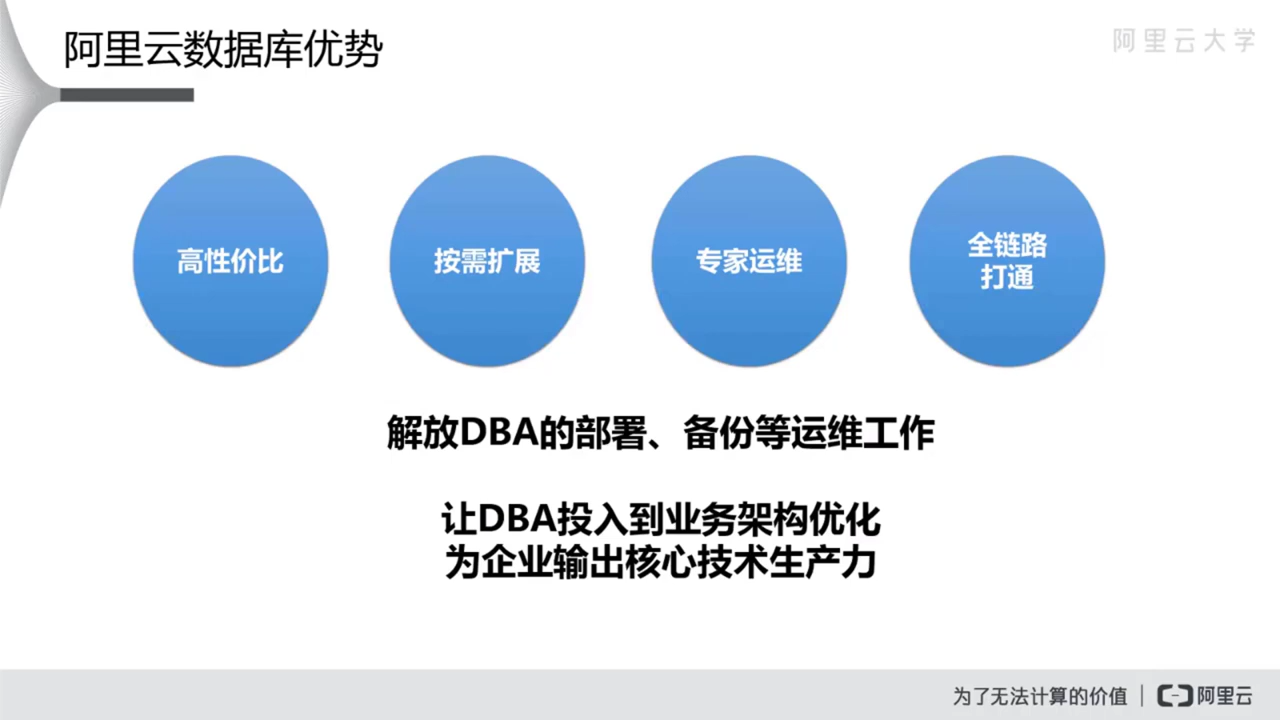 阿里云数据库优势
阿里云大学
高性价比
按需扩展
专家运维
全链路
打通
解放DBA的部署、备份等运维工作
让DBA投入到业务架构优化
为企业输出核心技术生产力
为了无法计算的价值 | 阿里云